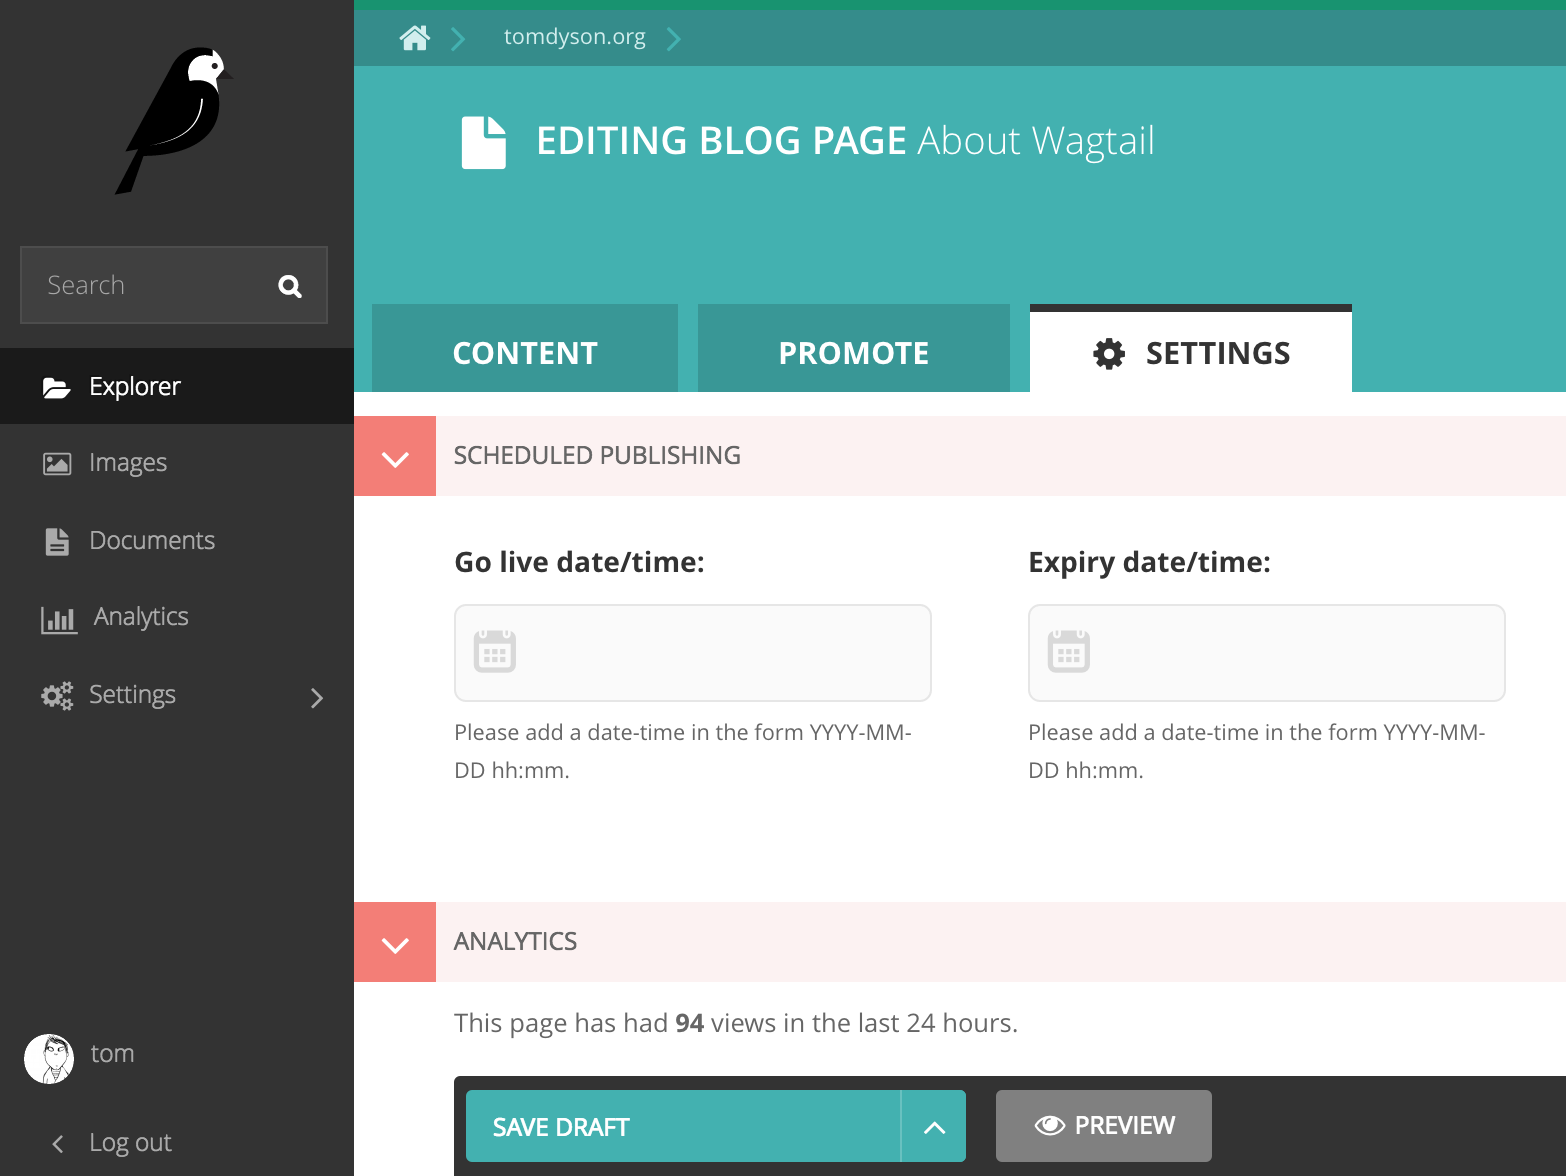 tomdyson.org
EDITING BLOG PAGE About Wagtail
Search
Explorer
Images
Documents
Analytics
Settings
tom
Log out
CONTENT
PROMOTE
SETTINGS
SCHEDULED PUBLISHING
Go live date/time:
Please add a date-time in the form YYYY-MM-
DD hh:mm.
Expiry date/time:
Please add a date-time in the form YYYY-MM-
DD hh:mm.
ANALYTICS
This page has had 94 views in the last 24 hours.
SAVE DRAFT
PREVIEW